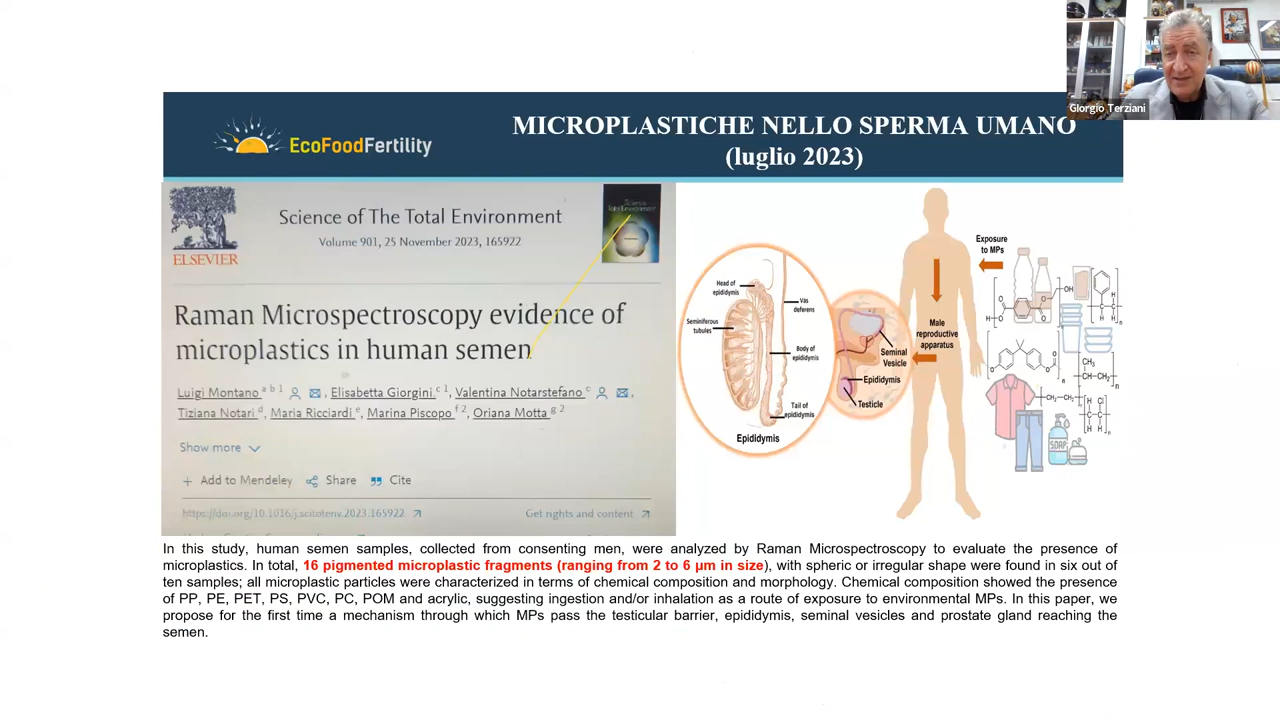 Giorgio Terziani
EcoFoodFertility
MICROPLASTICHE NELLO SPERMA UMANO
(luglio 2023)
ELSEVIER
Science of The Total Environment
Volume 901, 25 November 2023, 165922
Raman Microspectroscopy evidence of
microplastics in human semen
Luigi Montano a b 1, Elisabetta Giorgini c 1, Valentina Notarstefano c,
Tiziana Notari d, Maria Ricciardi e, Marina Piscopo f 2, Oriana Motta g 2
Show more
+ Add to Mendeley Share Cite
https://doi.org/10.1016/j.scitotenv.2023.165922
Get rights and content
Head of
epididymis
Seminiferous
tubules
Vas
deferens
Body of
epididymis
Tail of
epididymis
Epididymis
Seminal
Vesicle
Epididymis
Testicle
Male
reproductive
apparatus
Exposure
to MPs
SOAP
In this study, human semen samples, collected from consenting men, were analyzed by Raman Microspectroscopy to evaluate the presence of
microplastics. In total, 16 pigmented microplastic fragments (ranging from 2 to 6 µm in size), with spheric or irregular shape were found in six out of
ten samples; all microplastic particles were characterized in terms of chemical composition and morphology. Chemical composition showed the presence
of PP, PE, PET, PS, PVC, PC, POM and acrylic, suggesting ingestion and/or inhalation as a route of exposure to environmental MPs. In this paper, we
propose for the first time a mechanism through which MPs pass the testicular barrier, epididymis, seminal vesicles and prostate gland reaching the
semen.